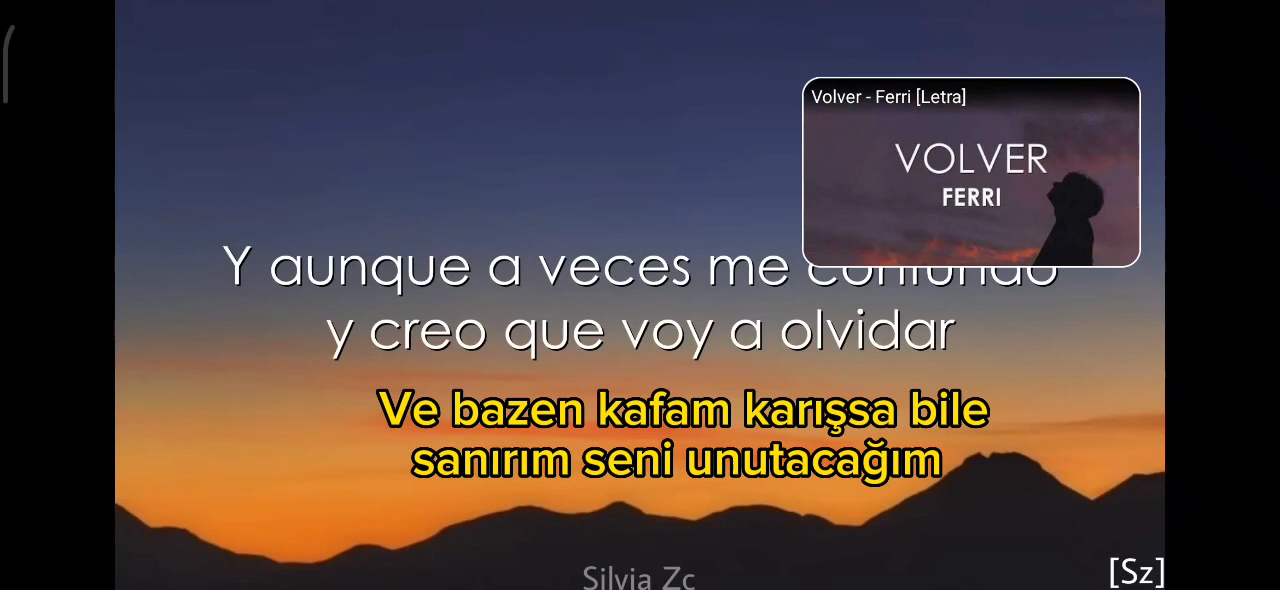 Volver - Ferri [Letra]
VOLVER
FERRI
Y aunque a veces me confundo
y creo que voy a olvidar
Ve bazen kafam karışsa bile
sanırım seni unutacağım
Silvia Zc
[Sz]